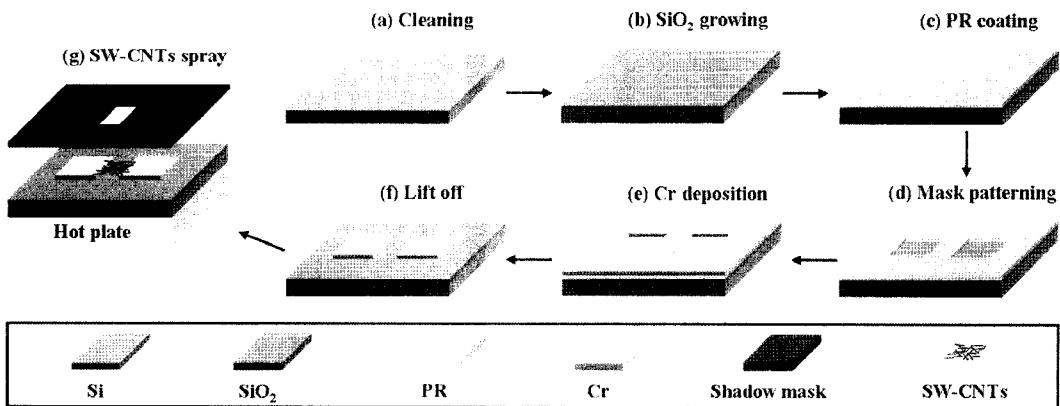 (a) Cleaning
(b) SiO₂ growing
(c) PR coating
(d) Mask patterning
(e) Cr deposition
(f) Lift off
(g) SW-CNTs spray
Hot plate
Si
SiO₂
PR
Cr
Shadow mask
SW-CNTs